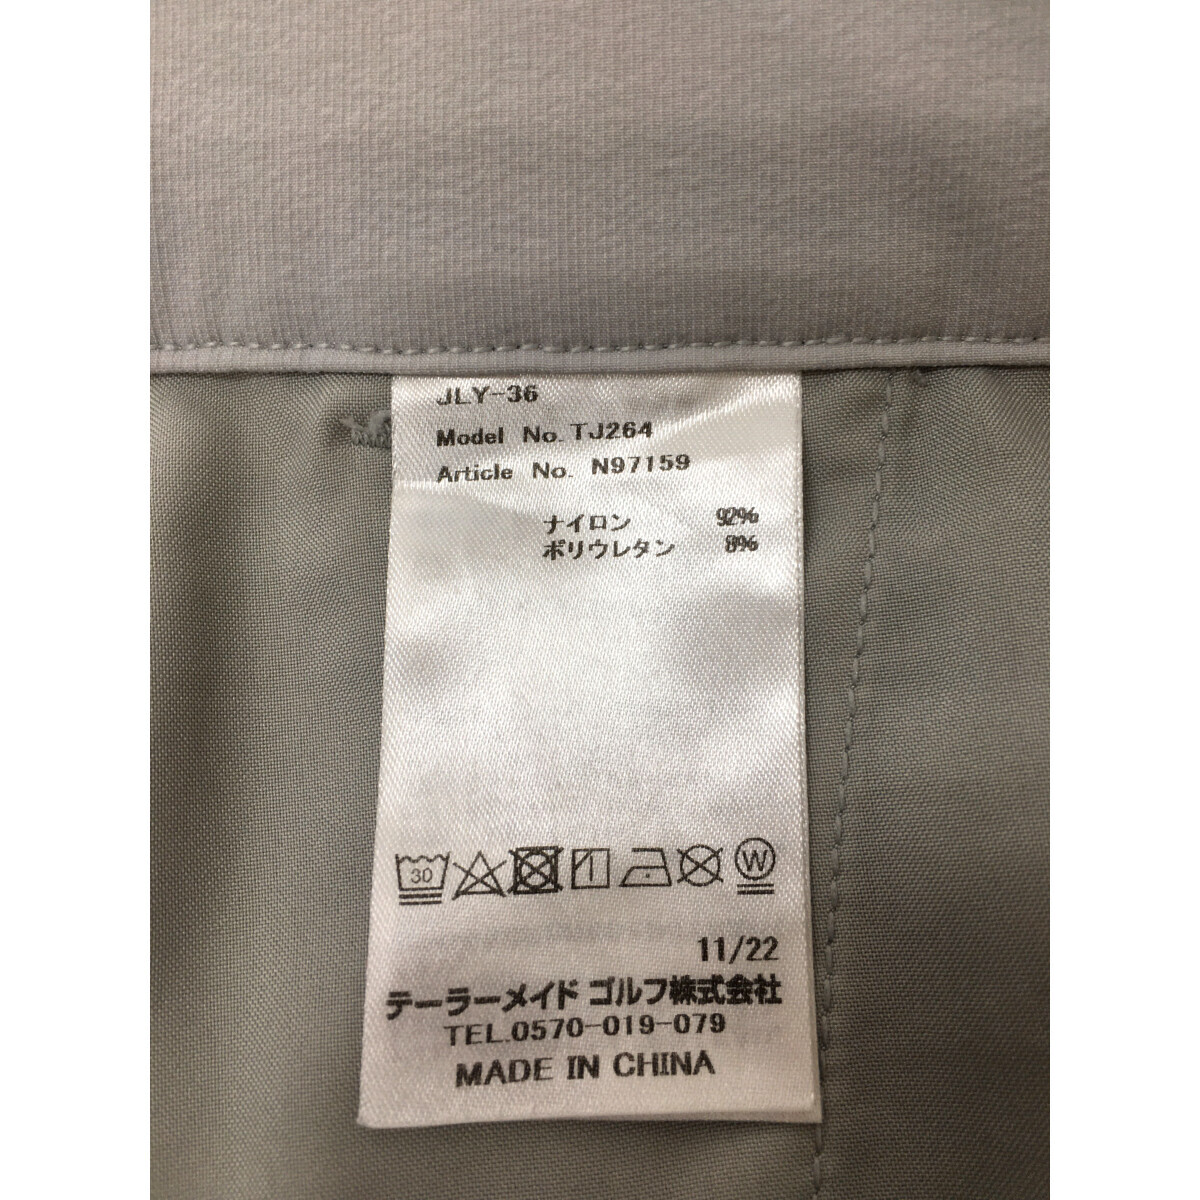 JLY-36
Model No. TJ264
Article No. N97159
ナイロン 92%
ポリウレタン 8%
30 W
11/22
テーラーメイド ゴルフ株式会社
TEL.0570-019-079
MADE IN CHINA